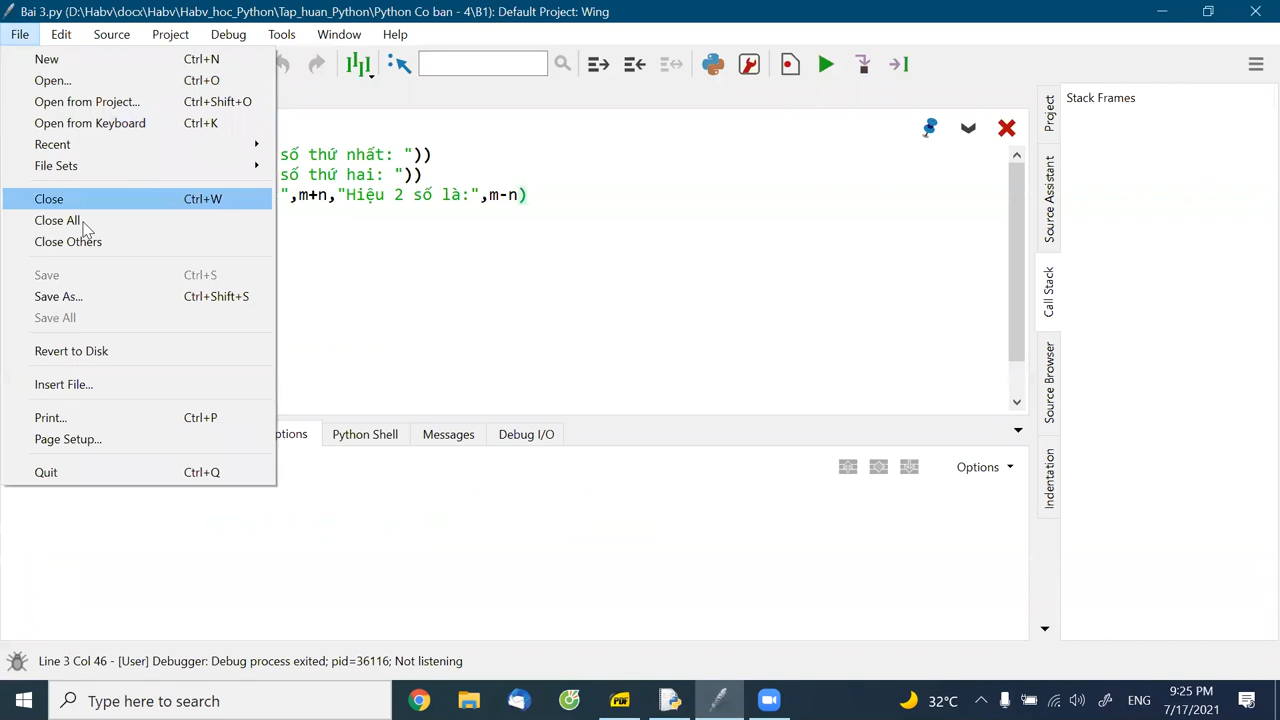 Bai 3.py (D:\Habv\docx\Habv_hoc_Python\Tap_huan_Python\Python Co ban - 4\B1): Default Project: Wing
File Edit Source Project Debug Tools Window Help
New Ctrl+N
Open... Ctrl+O
Open from Project... Ctrl+Shift+O
Open from Keyboard Ctrl+K
Recent
File Sets
Close Ctrl+W
Close All
Close Others
Save Ctrl+S
Save As... Ctrl+Shift+S
Save All
Revert to Disk
Insert File...
Print... Ctrl+P
Page Setup...
Quit Ctrl+Q
số thứ nhất: "))
số thứ hai: "))
",m+n,"Hiệu 2 số là:",m-n)
ptions Python Shell Messages Debug I/O
Options
Project
Source Assistant
Call Stack
Source Browser
Indentation
Stack Frames
Line 3 Col 46 - [User] Debugger: Debug process exited; pid=36116; Not listening
Type here to search
32°C
ENG
9:25 PM
7/17/2021